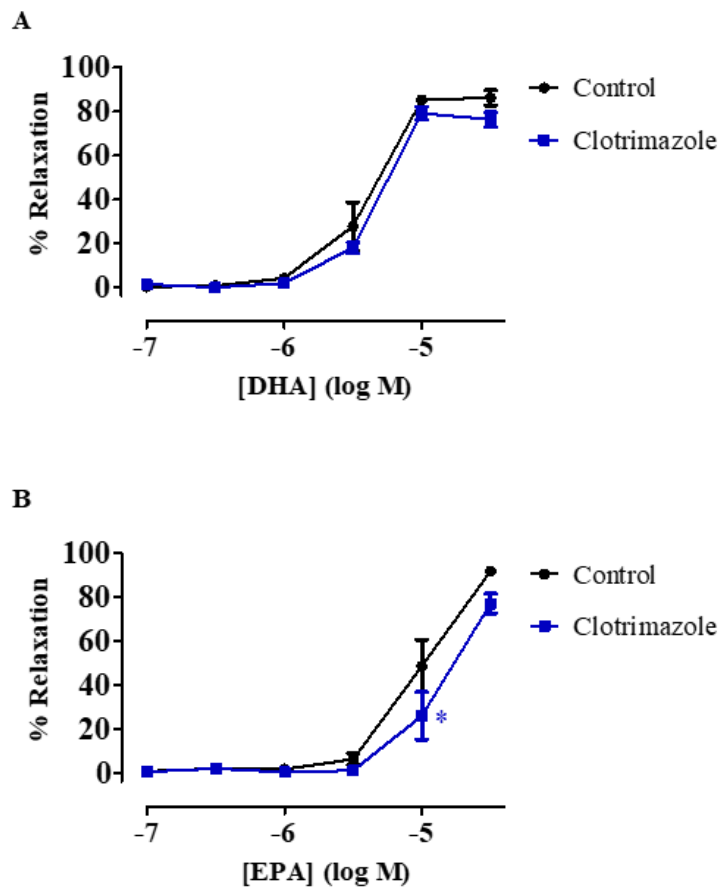 A
100
80
60
40
20
0
% Relaxation
-7
-6
-5
[DHA] (log M)
Control
Clotrimazole
B
100
80
60
40
20
0
% Relaxation
*
-7
-6
-5
[EPA] (log M)
Control
Clotrimazole